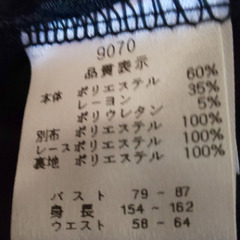 9070
品質表示
本体 ポリエステル 60%
レーヨン 35%
ポリウレタン 5%
別布 ポリエステル 100%
レースポリエステル 100%
裏地 ポリエステル 100%
バスト 79 - 87
身長 154 - 162
ウエスト 58 - 64